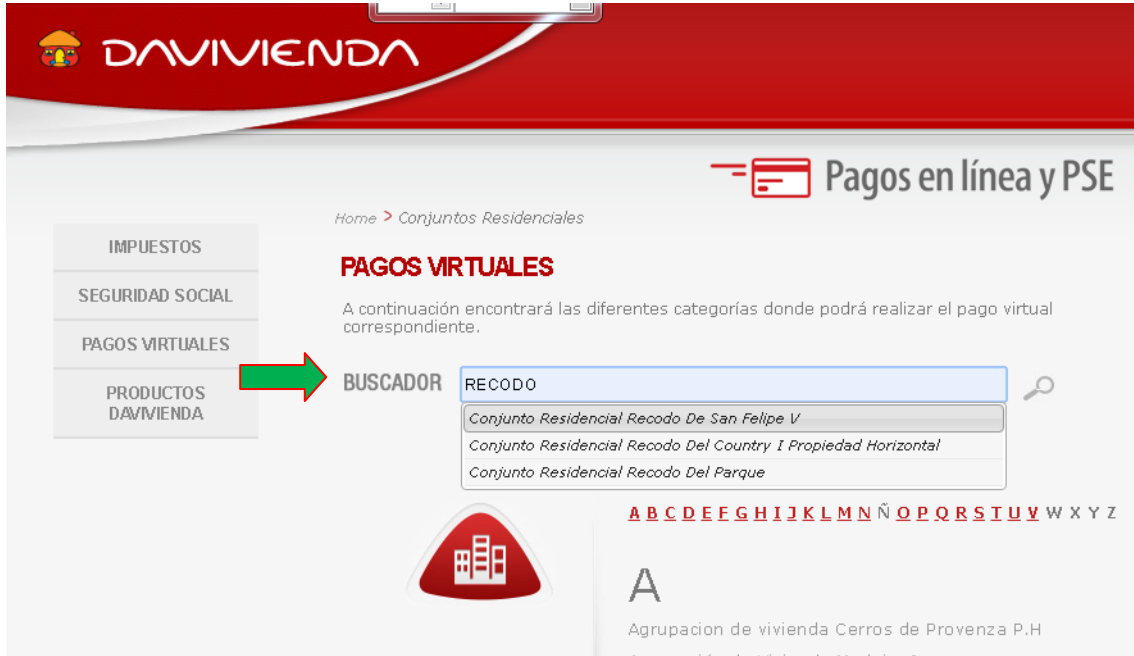 DAVIVIENDA
Pagos en línea y PSE
Home > Conjuntos Residenciales
IMPUESTOS
SEGURIDAD SOCIAL
PAGOS VIRTUALES
PRODUCTOS
DAVIVIENDA
PAGOS VIRTUALES
A continuación encontrará las diferentes categorías donde podrá realizar el pago virtual
correspondiente.
BUSCADOR RECODO
Conjunto Residencial Recodo De San Felipe V
Conjunto Residencial Recodo Del Country I Propiedad Horizontal
Conjunto Residencial Recodo Del Parque
A B C D E F G H I J K L M N Ñ O P Q R S T U V W X Y Z
A
Agrupacion de vivienda Cerros de Provenza P.H